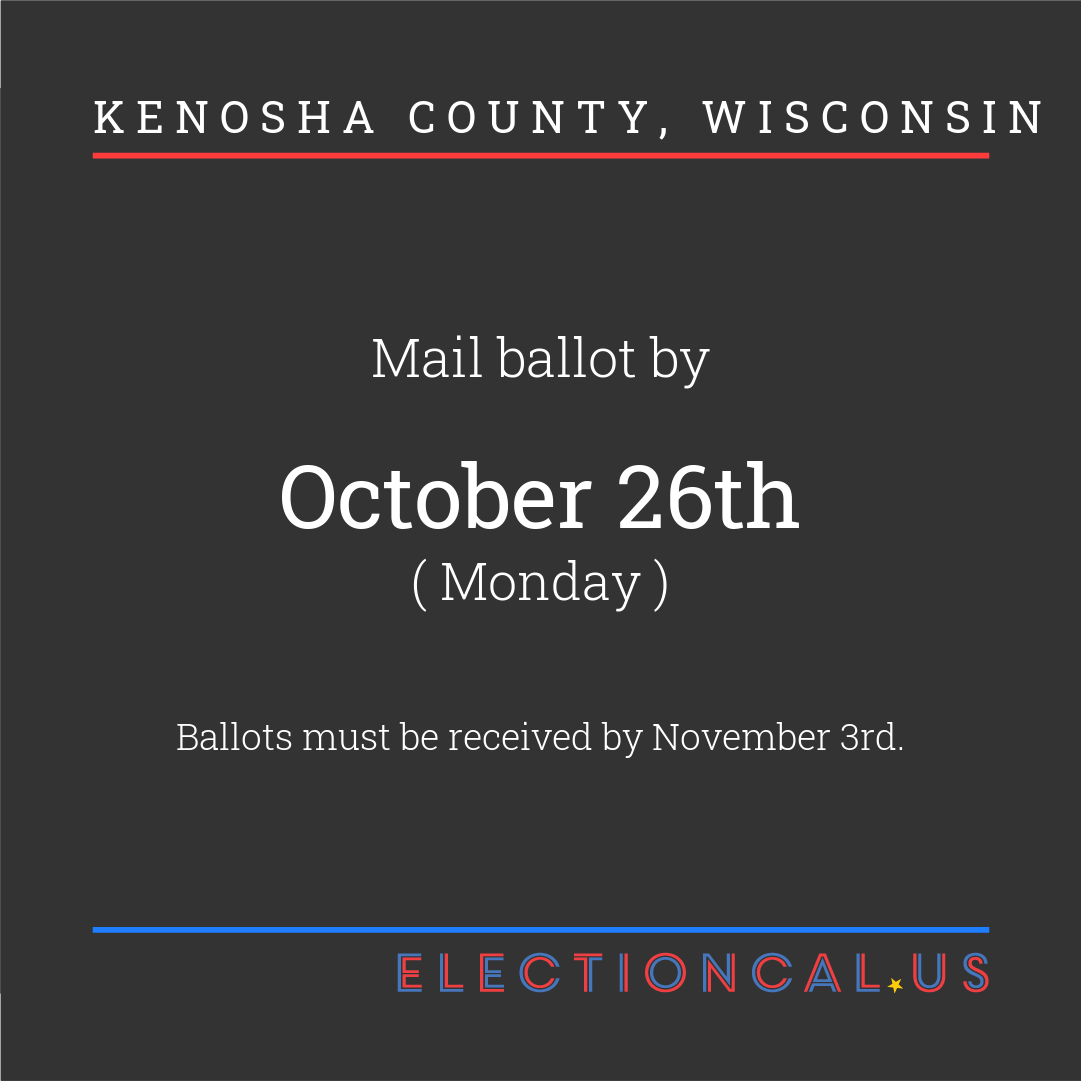 KENOSHA COUNTY, WISCONSIN
Mail ballot by
October 26th
( Monday )
Ballots must be received by November 3rd.
ELECTIONCAL.US